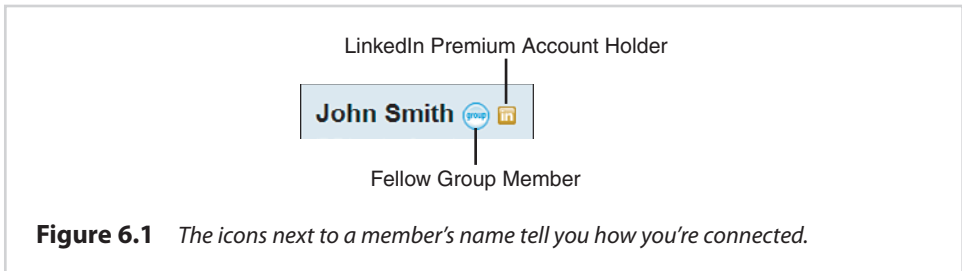 LinkedIn Premium Account Holder
John Smith group in
Fellow Group Member
Figure 6.1 The icons next to a member’s name tell you how you’re connected.